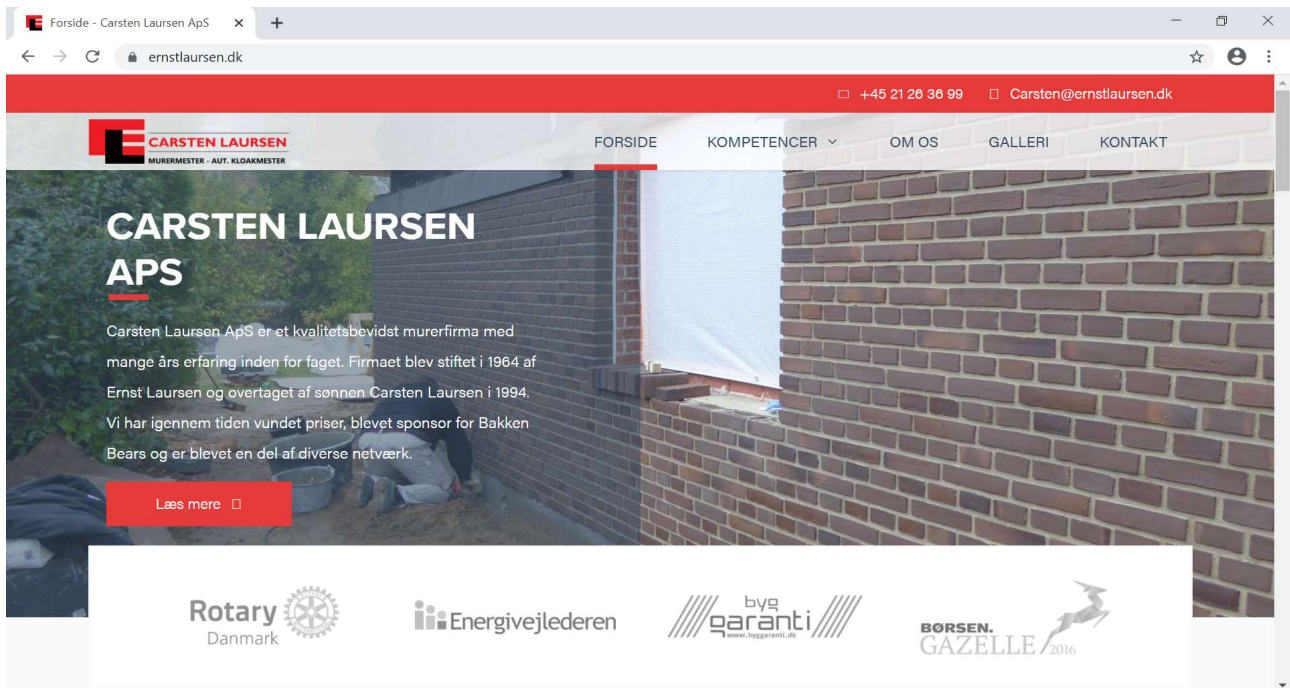 Forside - Carsten Laursen ApS
ernstlaursen.dk
+45 21 26 36 99 Carsten@ernstlaursen.dk
CARSTEN LAURSEN
MURERMESTER - AUT. KLOAKMESTER
FORSIDE KOMPETENCER OM OS GALLERI KONTAKT
CARSTEN LAURSEN
APS
Carsten Laursen ApS er et kvalitetsbevidst murerfirma med
mange års erfaring inden for faget. Firmaet blev stiftet i 1964 af
Ernst Laursen og overtaget af sønnen Carsten Laursen i 1994.
Vi har igennem tiden vundet priser, blevet sponsor for Bakken
Bears og er blevet en del af diverse netværk.
Læs mere
Rotary
Danmark
Energivejlederen
byg
garanti
www.byggaranti.dk
BØRSEN.
GAZELLE 2016